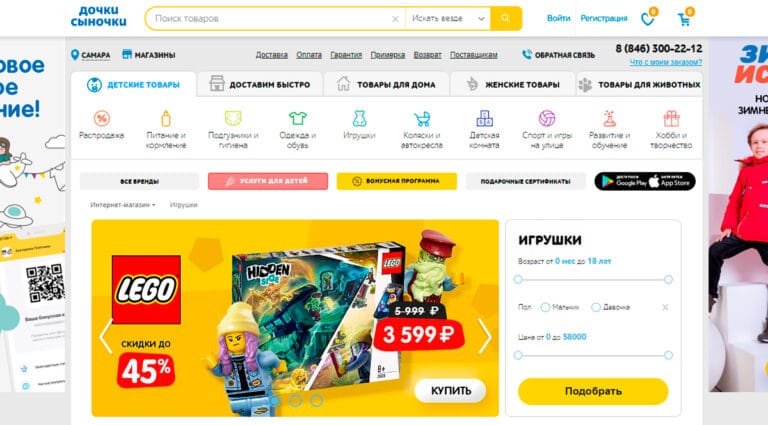 дочки
сыночки
Поиск товаров
Искать везде
Войти
Регистрация
0
0
САМАРА
МАГАЗИНЫ
Доставка
Оплата
Гарантия
Примерка
Возврат
Поставщикам
ОБРАТНАЯ СВЯЗЬ
8 (846) 300-22-12
Что с моим заказом?
ДЕТСКИЕ ТОВАРЫ
ДОСТАВИМ БЫСТРО
ТОВАРЫ ДЛЯ ДОМА
ЖЕНСКИЕ ТОВАРЫ
ТОВАРЫ ДЛЯ ЖИВОТНЫХ
Распродажа
Питание и
кормление
Подгузники и
гигиена
Одежда и
обувь
Игрушки
Коляски и
автокресла
Детская
комната
Спорт и игры
на улице
Развитие и
обучение
Хобби и
творчество
ВСЕ БРЕНДЫ
УСЛУГИ ДЛЯ ДЕТЕЙ
БОНУСНАЯ ПРОГРАММА
ПОДАРОЧНЫЕ СЕРТИФИКАТЫ
Google Play
App Store
Интернет-магазин
Игрушки
LEGO
СКИДКИ ДО
45%
HIDDEN
SIDE
LEGO
8+
5 999 ₽
3 599 ₽
КУПИТЬ
ИГРУШКИ
Возраст от 0 мес до 18 лет
Пол
Мальчик
Девочка
Цена от 0 до 58000
Подобрать
овое
ое
ние!
ЗИ
ИС
НО
ЗИМНЕ